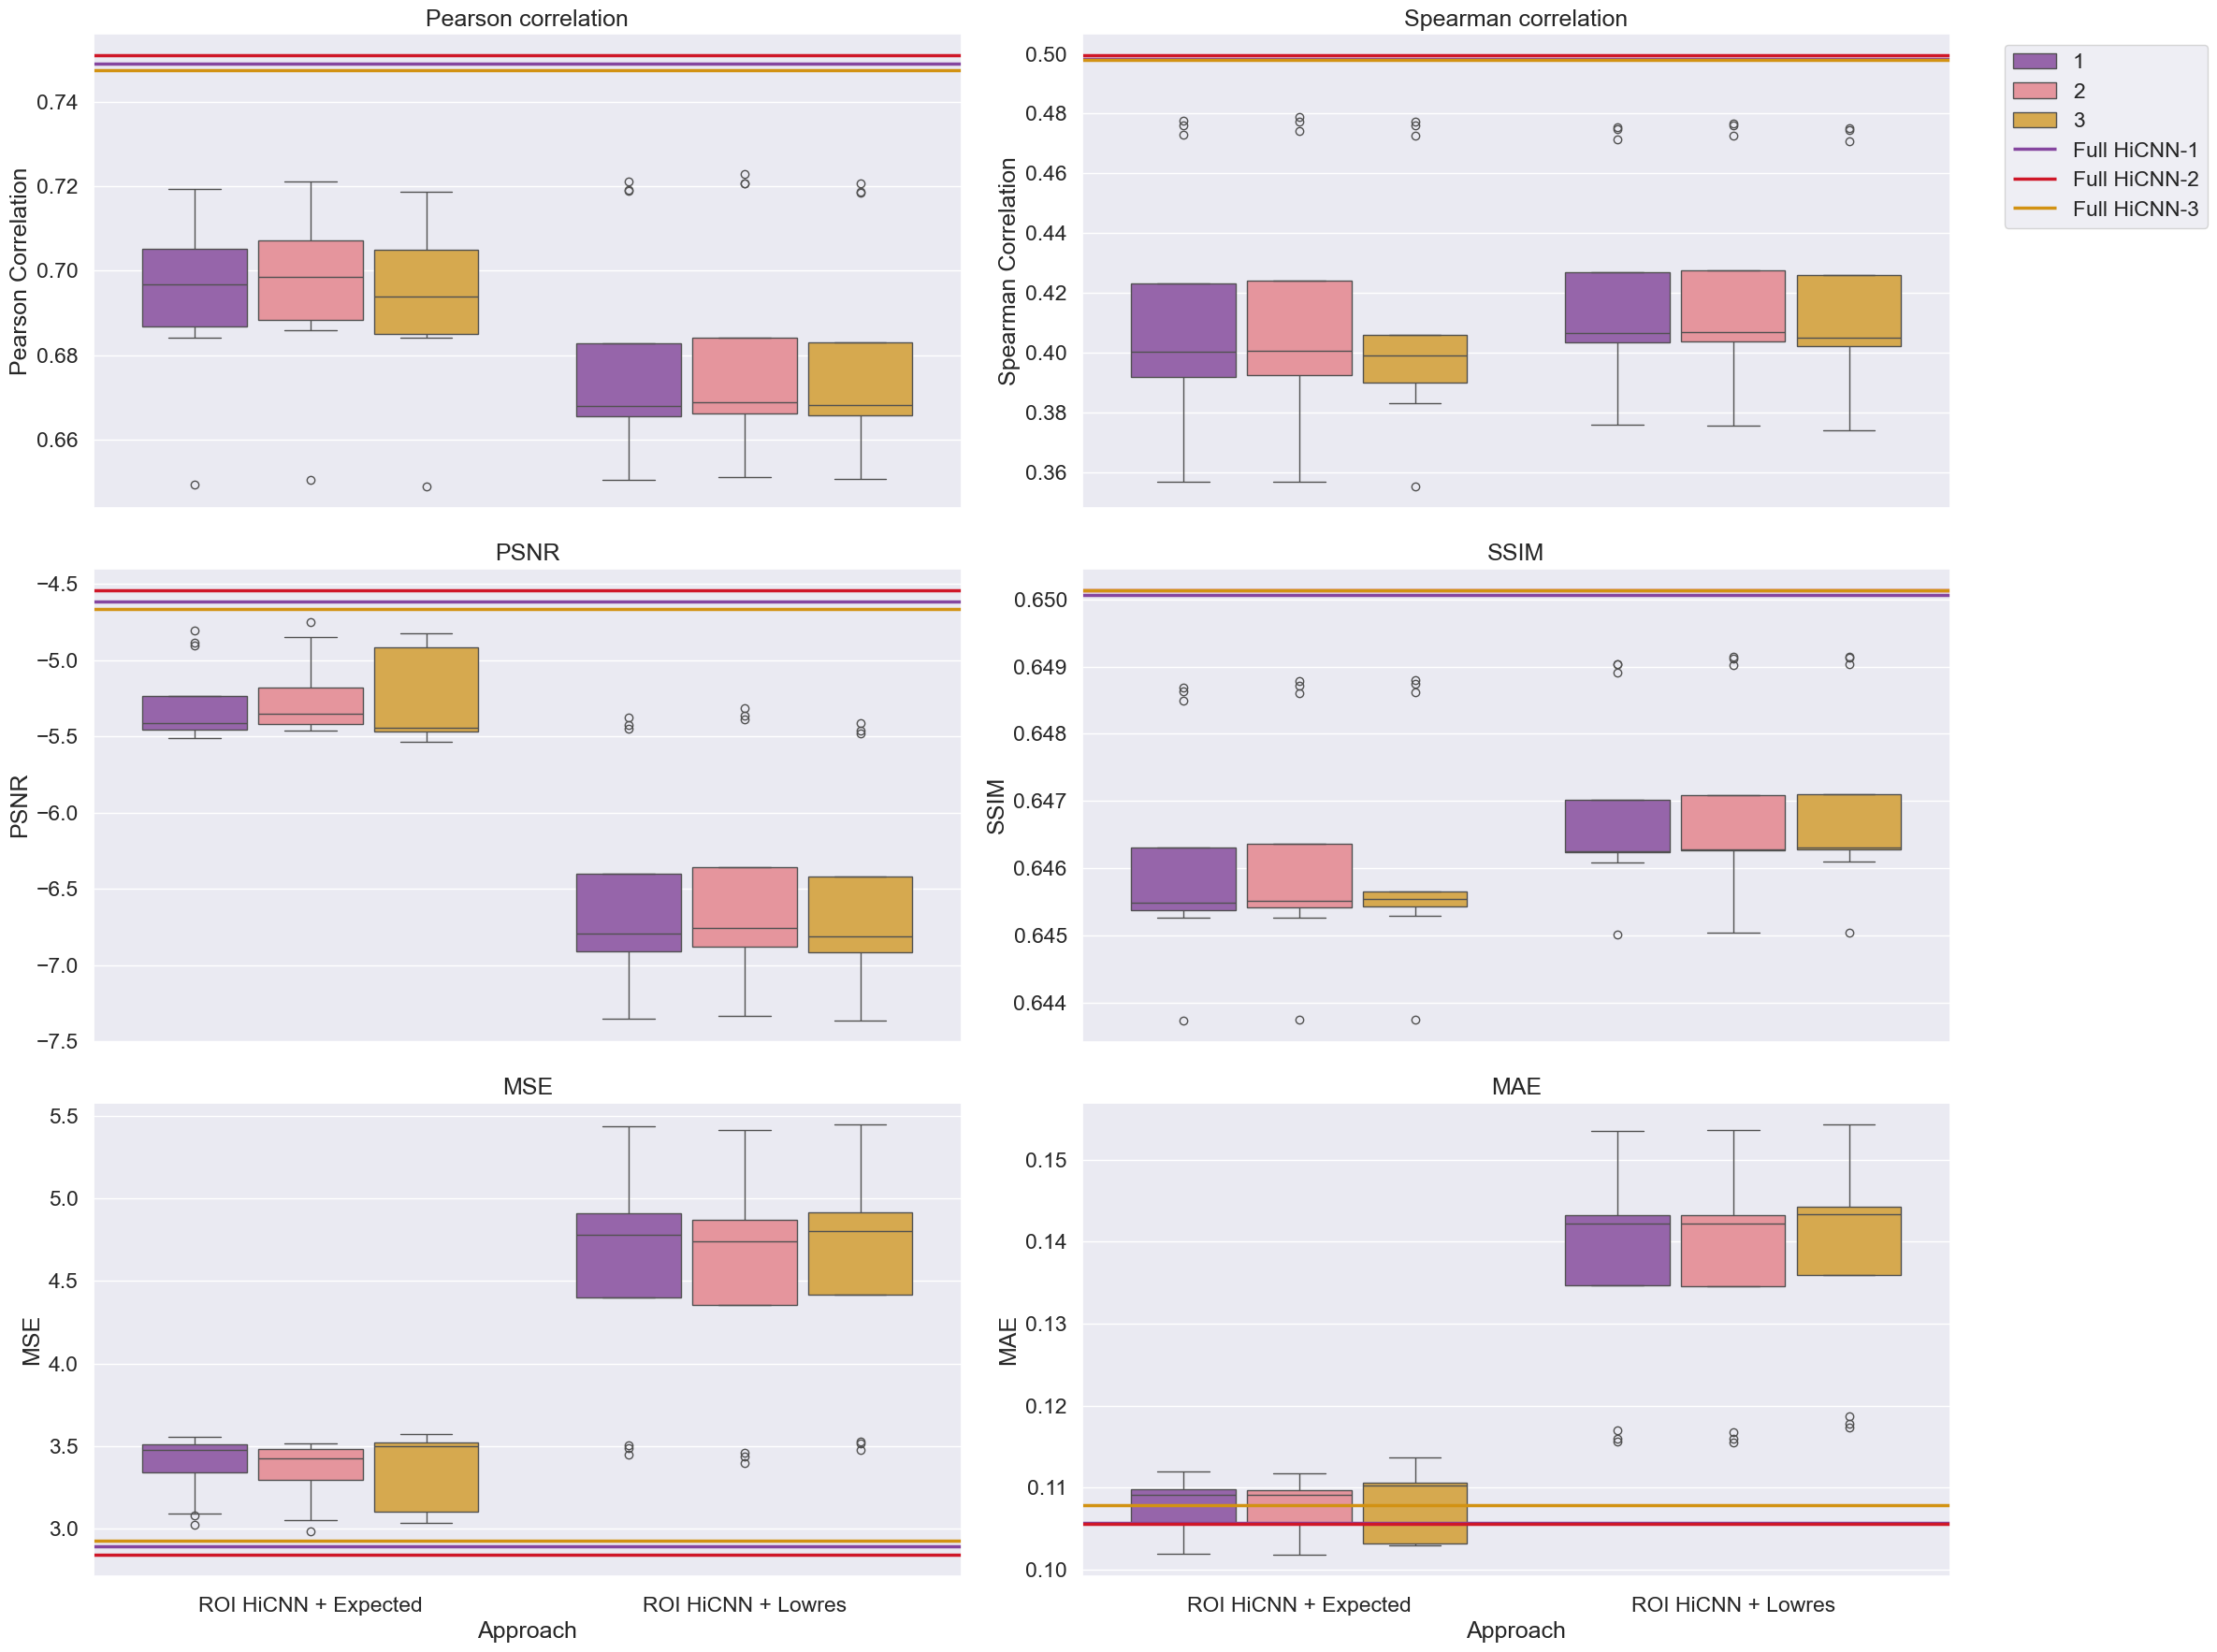 Pearson correlation
Pearson Correlation
0.74
0.72
0.70
0.68
0.66
Spearman correlation
Spearman Correlation
0.50
0.48
0.46
0.44
0.42
0.40
0.38
0.36
1
2
3
Full HiCNN-1
Full HiCNN-2
Full HiCNN-3
PSNR
PSNR
−4.5
−5.0
−5.5
−6.0
−6.5
−7.0
−7.5
SSIM
SSIM
0.650
0.649
0.648
0.647
0.646
0.645
0.644
MSE
MSE
5.5
5.0
4.5
4.0
3.5
3.0
ROI HiCNN + Expected
ROI HiCNN + Lowres
Approach
MAE
MAE
0.15
0.14
0.13
0.12
0.11
0.10
ROI HiCNN + Expected
ROI HiCNN + Lowres
Approach